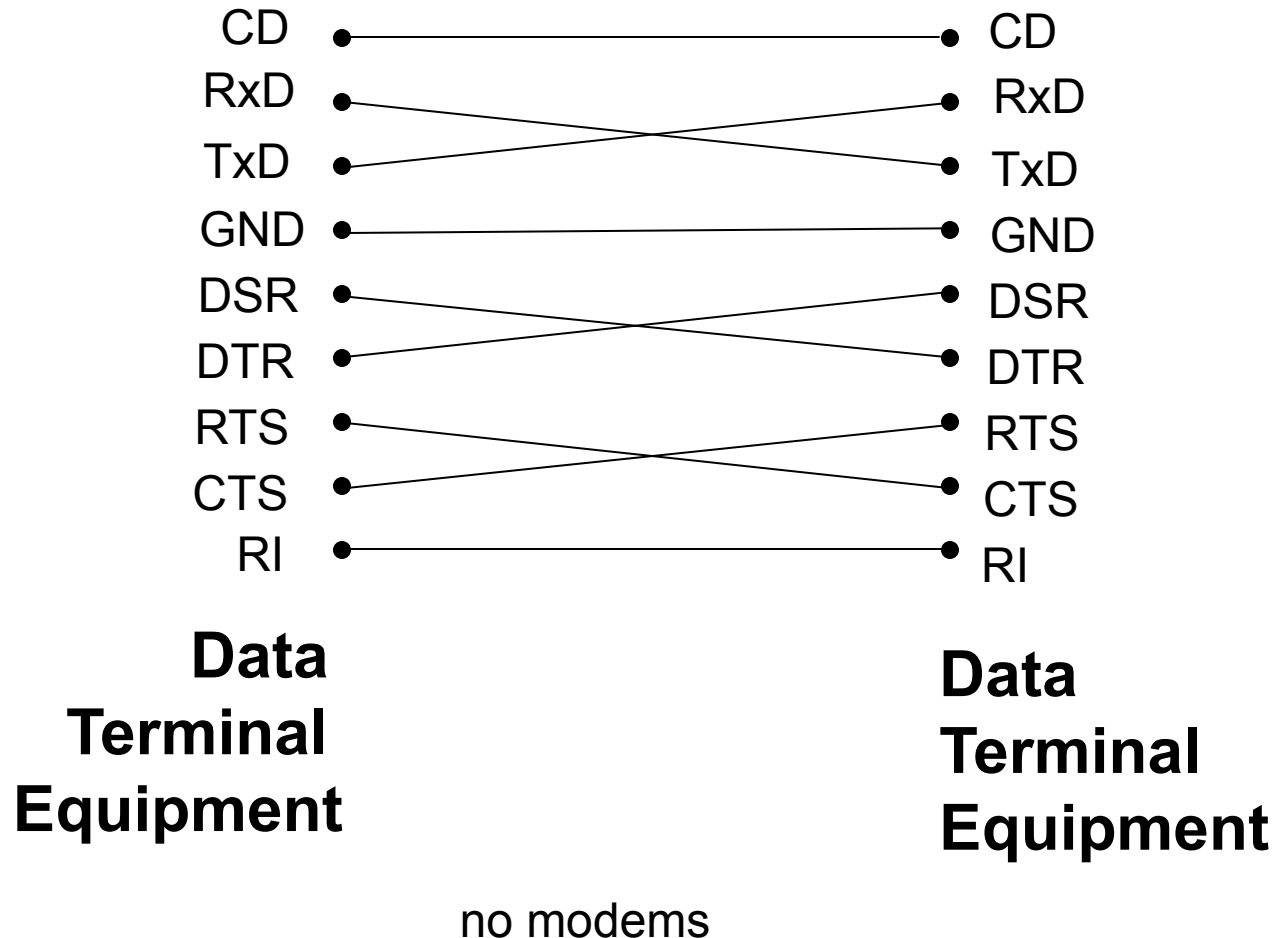 CD CD
RxD RxD
TxD TxD
GND GND
DSR DSR
DTR DTR
RTS RTS
CTS CTS
RI RI
Data
Terminal
Equipment
Data
Terminal
Equipment
no modems